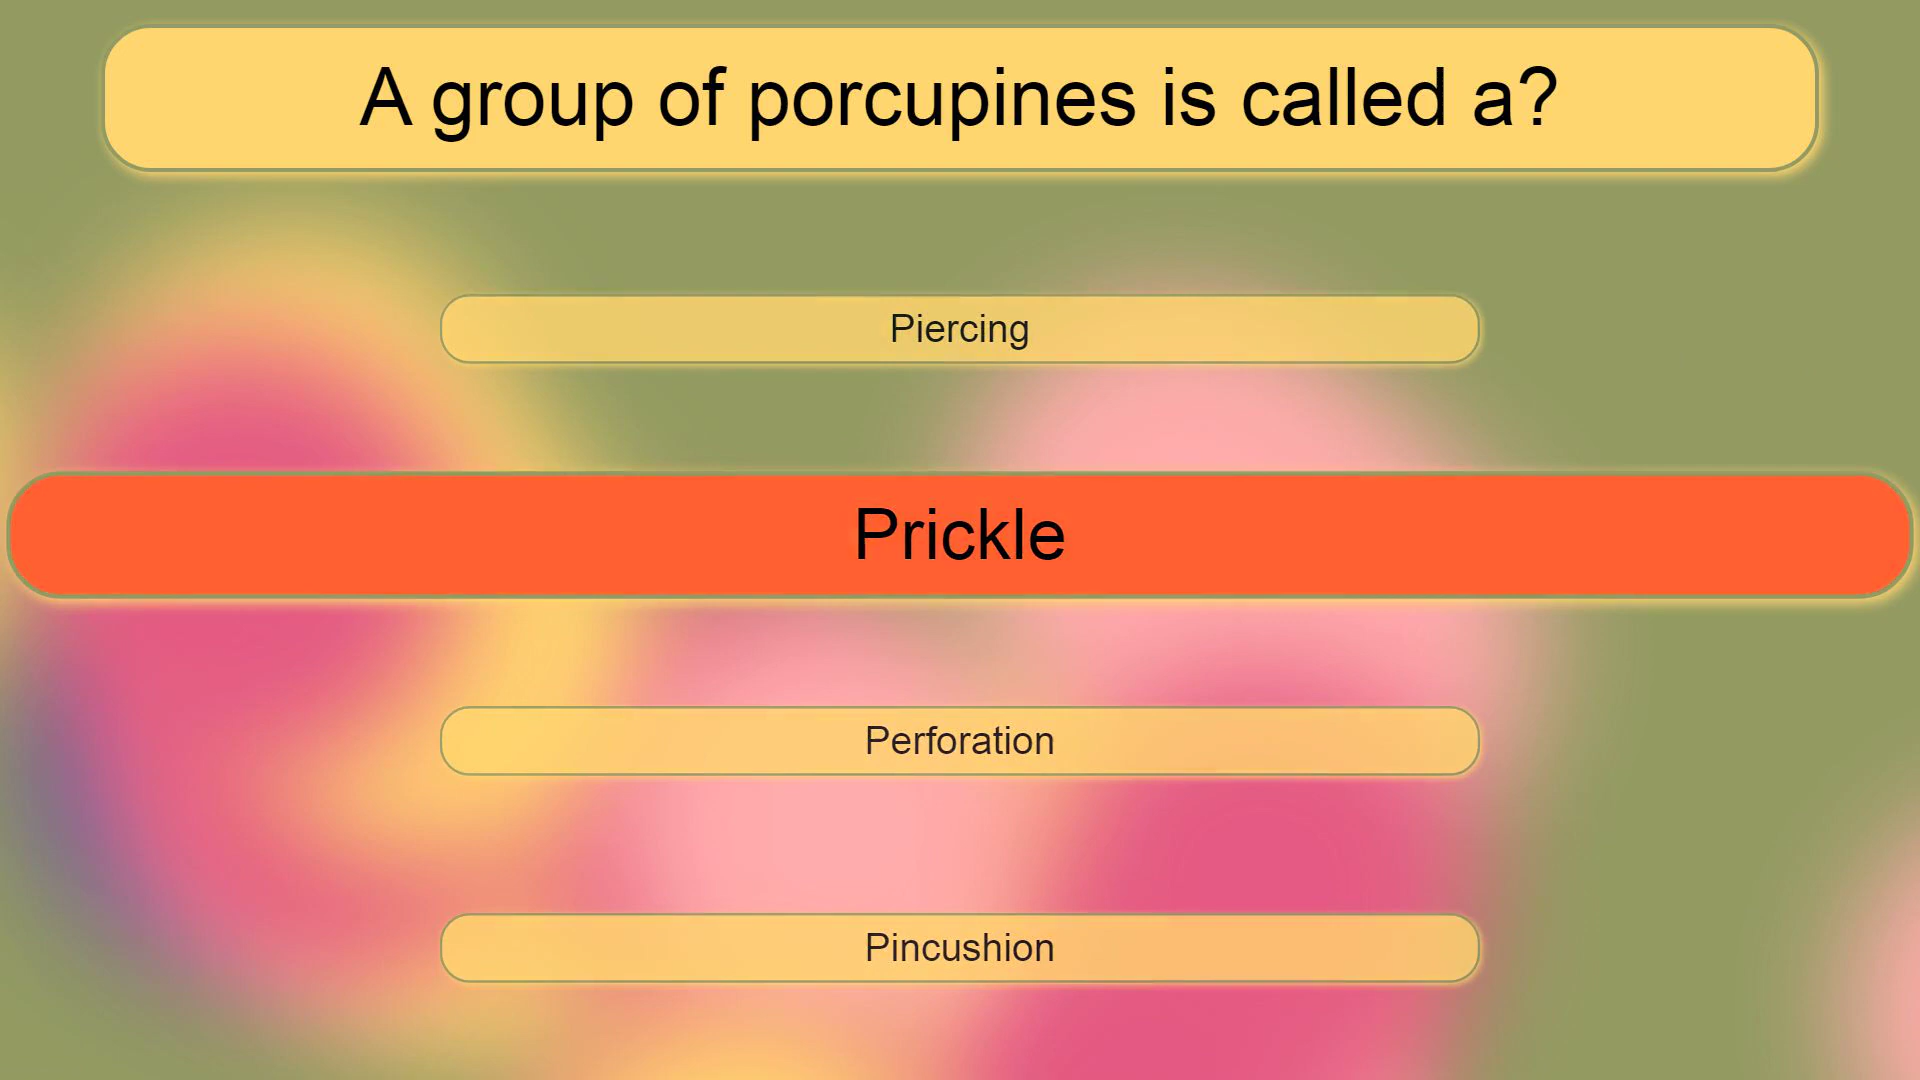 A group of porcupines is called a?
Piercing
Prickle
Perforation
Pincushion